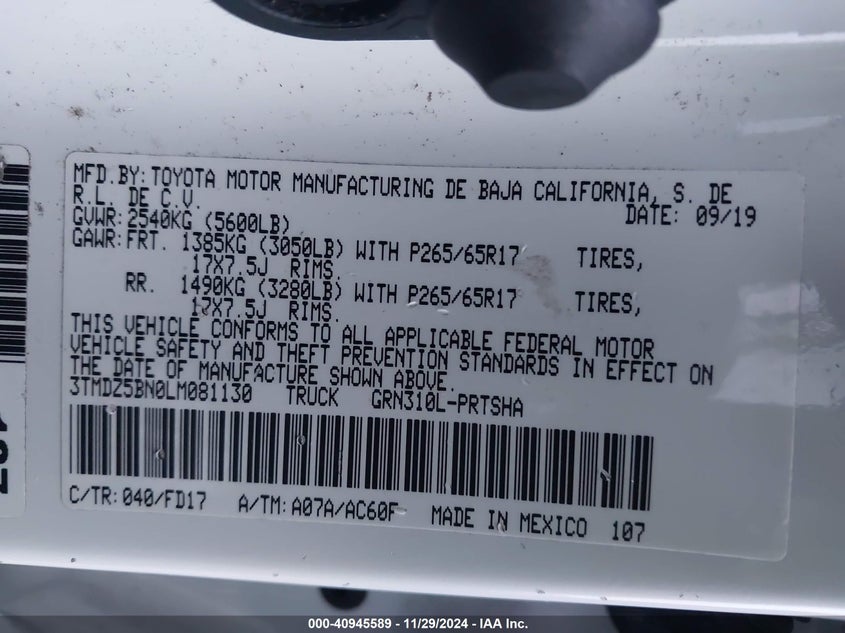 MFD.BY:TOYOTA MOTOR MANUFACTURING DE BAJA CALIFORNIA, S. DE
R.L. DE C.V.
DATE: 09/19
GVWR:2540KG (5600LB)
GAWR:FRT. 1385KG (3050LB) WITH P265/65R17 TIRES,
17X7.5J RIMS.
RR. 1490KG (3280LB) WITH P265/65R17 TIRES,
17X7.5J RIMS.
THIS VEHICLE CONFORMS TO ALL APPLICABLE FEDERAL MOTOR
VEHICLE SAFETY AND THEFT PREVENTION STANDARDS IN EFFECT ON
THE DATE OF MANUFACTURE SHOWN ABOVE.
3TMDZ5BN0LM081130 TRUCK GRN310L-PRTSHA
C/TR:040/FD17 A/TM:A07A/AC60F MADE IN MEXICO 107
000-40945589 - 11/29/2024 - IAA Inc.